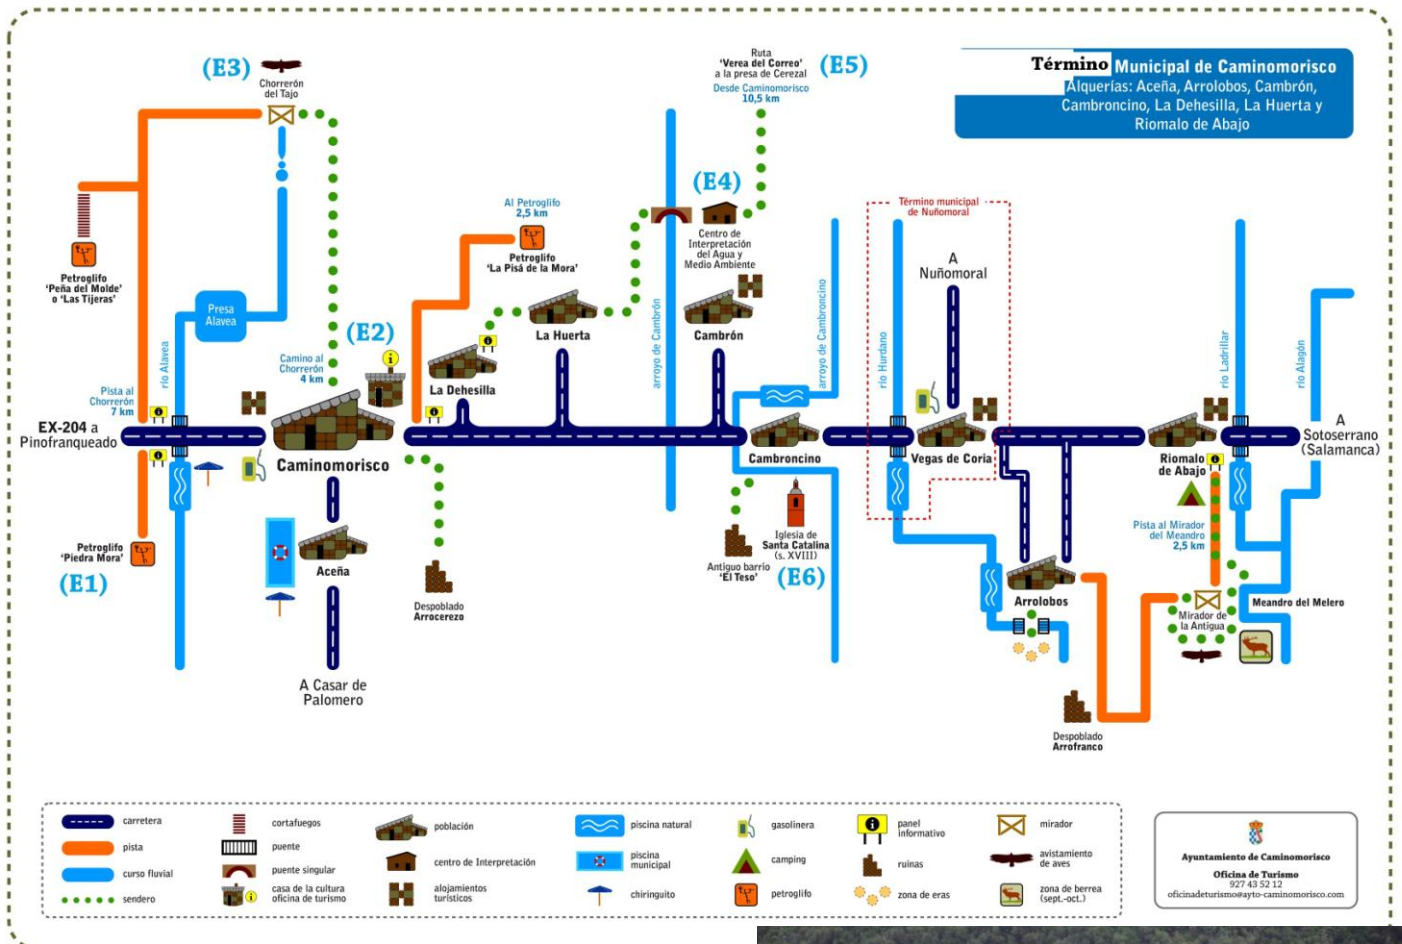 (E3)
Chorrerón
del Tajo
Ruta
'Verea del Correo'
a la presa de Cerezal
Desde Caminomorisco
10,5 km
(E5)
Término Municipal de Caminomorisco
Alquerías: Aceña, Arrolobos, Cambrón,
Cambroncino, La Dehesilla, La Huerta y
Riomalo de Abajo
(E4)
Al Petroglifo
2,5 km
Petroglifo
'La Pisá de la Mora'
Centro de
Interpretación
del Agua y
Medio Ambiente
Término municipal
de Nuñomoral
A
Nuñomoral
Petroglifo
'Peña del Molde'
o 'Las Tijeras'
Presa
Alavea
río Alavea
(E2)
Camino al
Chorrerón
4 km
La Huerta
Cambrón
arroyo de Cambrón
arroyo de Cambroncino
río Hurdano
río Ladrillar
río Alagón
La Dehesilla
Pista al
Chorrerón
7 km
EX-204 a
Pinofranqueado
Caminomorisco
Cambroncino
Vegas de Coria
Riomalo
de Abajo
A
Sotoserrano
(Salamanca)
Petroglifo
'Piedra Mora'
(E1)
Aceña
Despoblado
Arrocerezo
Antiguo barrio
'El Teso'
Iglesia de
Santa Catalina
(s. XVIII)
(E6)
Arrolobos
Pista al Mirador
del Meandro
2,5 km
Mirador de
la Antigua
Meandro del Melero
A Casar de
Palomero
Despoblado
Arrofranco
carretera
pista
curso fluvial
sendero
cortafuegos
puente
puente singular
casa de la cultura
oficina de turismo
población
centro de Interpretación
alojamientos
turísticos
piscina natural
piscina
municipal
chiringuito
gasolinera
camping
petroglifo
panel
informativo
ruinas
zona de eras
mirador
avistamiento
de aves
zona de berrea
(sept.-oct.)
Ayuntamiento de Caminomorisco
Oficina de Turismo
927 43 52 12
oficinadeturismo@ayto-caminomorisco.com